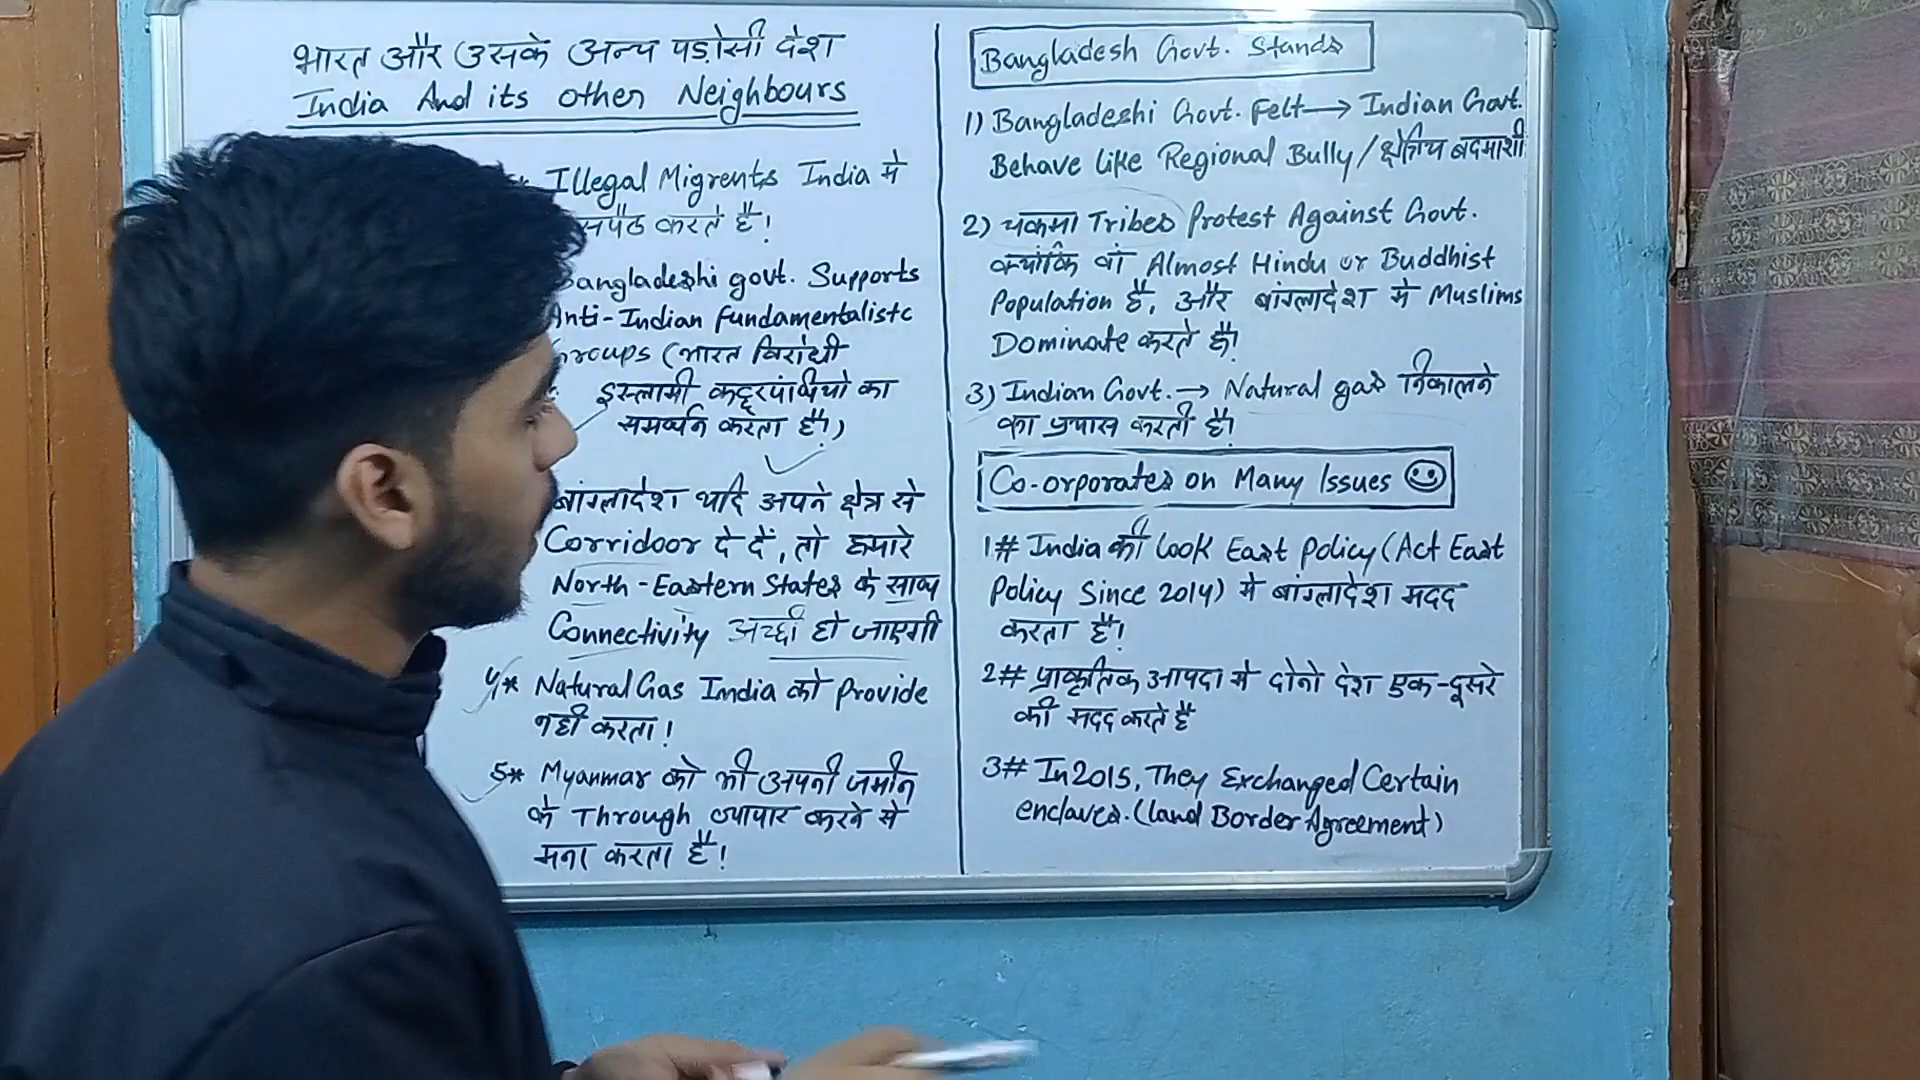 भारत और उसके अन्य पड़ोसी देश
India And its other Neighbours
Illegal Migrents India मे
करते है!
Bangladeshi govt. Supports
Anti-Indian fundamentalistc
Groups (भारत विरोधी
इस्लामी कट्टरपंथीयो का
समर्थन करता है!)
बांग्लादेश यदि अपने क्षेत्र से
Corridoor दे दें, तो हमारे
North-Eastern States के साथ
Connectivity अच्छी हो जाएगी
4* Natural Gas India को Provide
नही करता!
5* Myanmar को भी अपनी जमीन
के Through व्यापार करने से
मना करता है!
Bangladesh Govt. Stands
1) Bangladeshi Govt. Felt → Indian Govt.
Behave like Regional Bully/क्षेत्रिय बदमाशी
2) चकमा Tribes Protest Against Govt.
क्योंकि वो Almost Hindu or Buddhist
Population है, और बांग्लादेश मे Muslims
Dominate करते है!
3) Indian Govt. → Natural gas निकालने
का प्रयास करती है!
Co-orporates on Many Issues
1# India की Look East Policy (Act East
Policy Since 2014) मे बांग्लादेश मदद
करता है!
2# प्राकृतिक आपदा मे दोनो देश एक-दूसरे
की मदद करते है
3# In 2015, They Exchanged Certain
enclaves. (land Border Agreement)